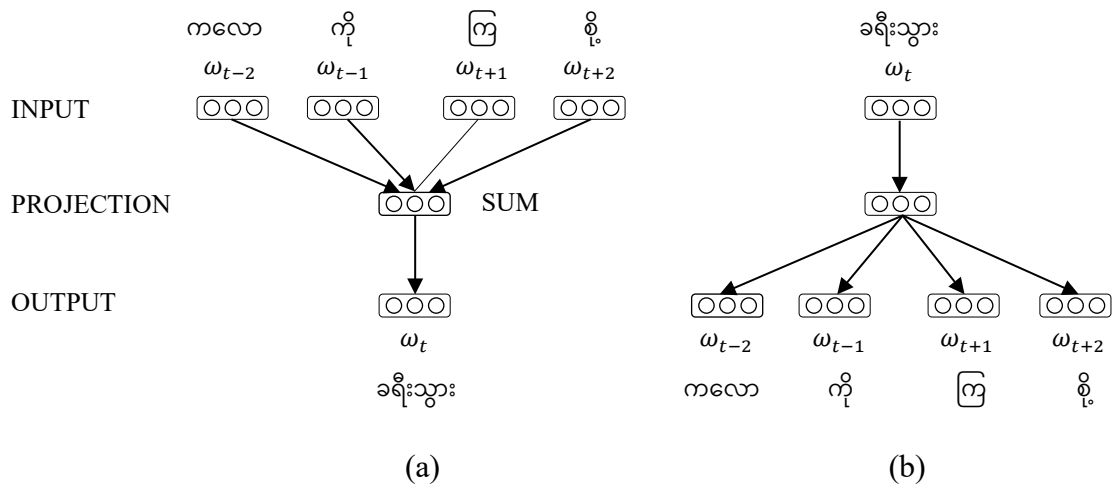 ကလော ကို ကြ စို့ ခရီးသွား
ω_{t−2} ω_{t−1} ω_{t+1} ω_{t+2} ω_t
INPUT
PROJECTION SUM
OUTPUT
ω_t ω_{t−2} ω_{t−1} ω_{t+1} ω_{t+2}
ခရီးသွား ကလော ကို ကြ စို့
(a) (b)